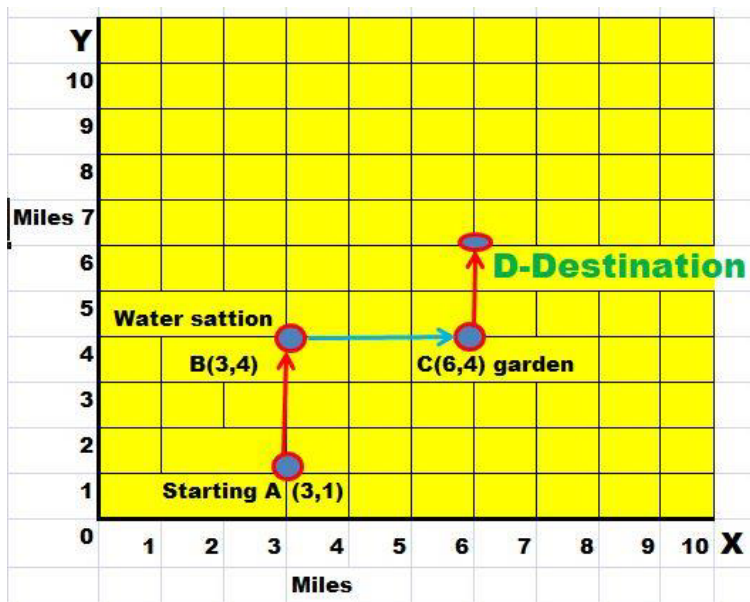 Y
10
9
8
Miles 7
6
D-Destination
5
Water sattion
4
B(3,4)
C(6,4) garden
3
2
1
Starting A (3,1)
0
1 2 3 4 5 6 7 8 9 10 X
Miles